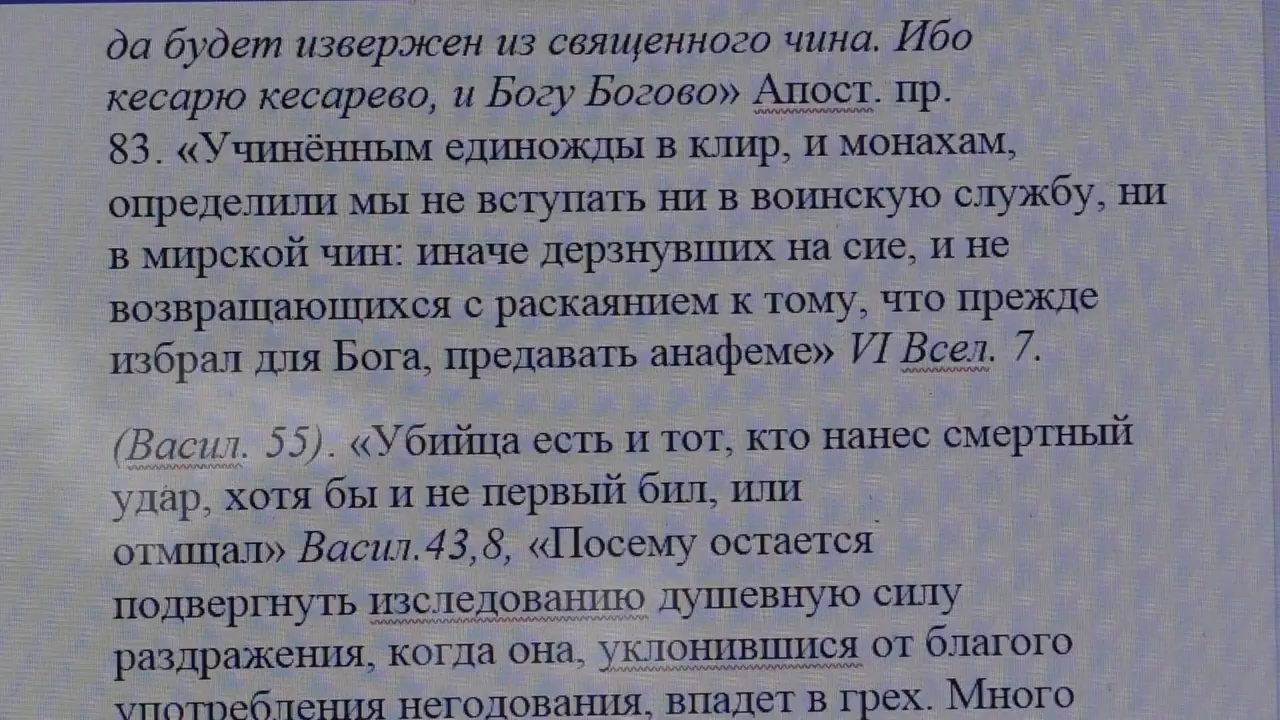 да будет извержен из священного чина. Ибо
кесарю кесарево, и Богу Богово» Апост. пр.
83. «Учинённым единожды в клир, и монахам,
определили мы не вступать ни в воинскую службу, ни
в мирской чин: иначе дерзнувших на сие, и не
возвращающихся с раскаянием к тому, что прежде
избрал для Бога, предавать анафеме» VI Всел. 7.
(Васил. 55). «Убийца есть и тот, кто нанес смертный
удар, хотя бы и не первый бил, или
отмщал» Васил.43,8, «Посему остается
подвергнуть изследованию душевную силу
раздражения, когда она, уклонившися от благого
употребления негодования, впадет в грех. Много